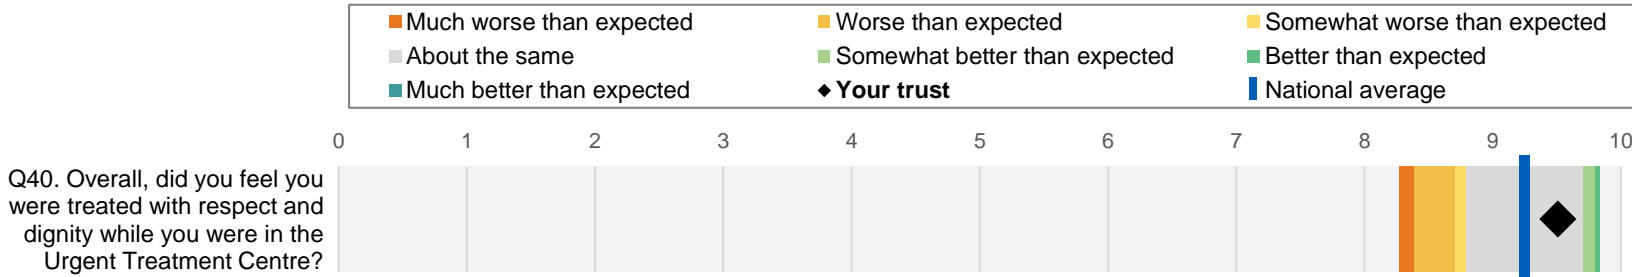 Much worse than expected Worse than expected Somewhat worse than expected
About the same Somewhat better than expected Better than expected
Much better than expected Your trust National average
0 1 2 3 4 5 6 7 8 9 10
Q40. Overall, did you feel you
were treated with respect and
dignity while you were in the
Urgent Treatment Centre?